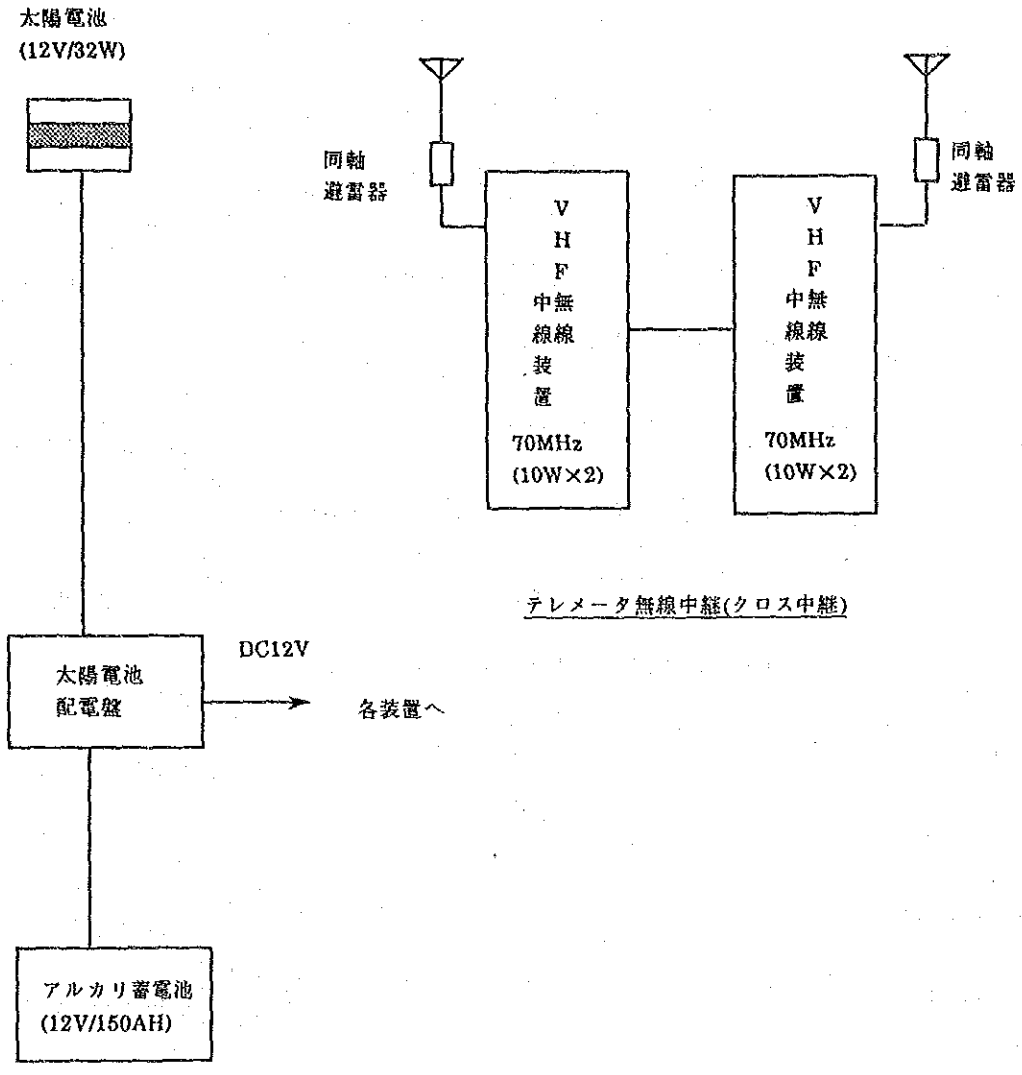 太陽電池
(12V/32W)
同軸
避雷器
V
H
F
中無
線線
装
置
70MHz
(10W×2)
V
H
F
中無
線線
装
置
70MHz
(10W×2)
同軸
避雷器
テレメータ無線中継(クロス中継)
太陽電池
配電盤
DC12V
各装置へ
アルカリ蓄電池
(12V/150AH)